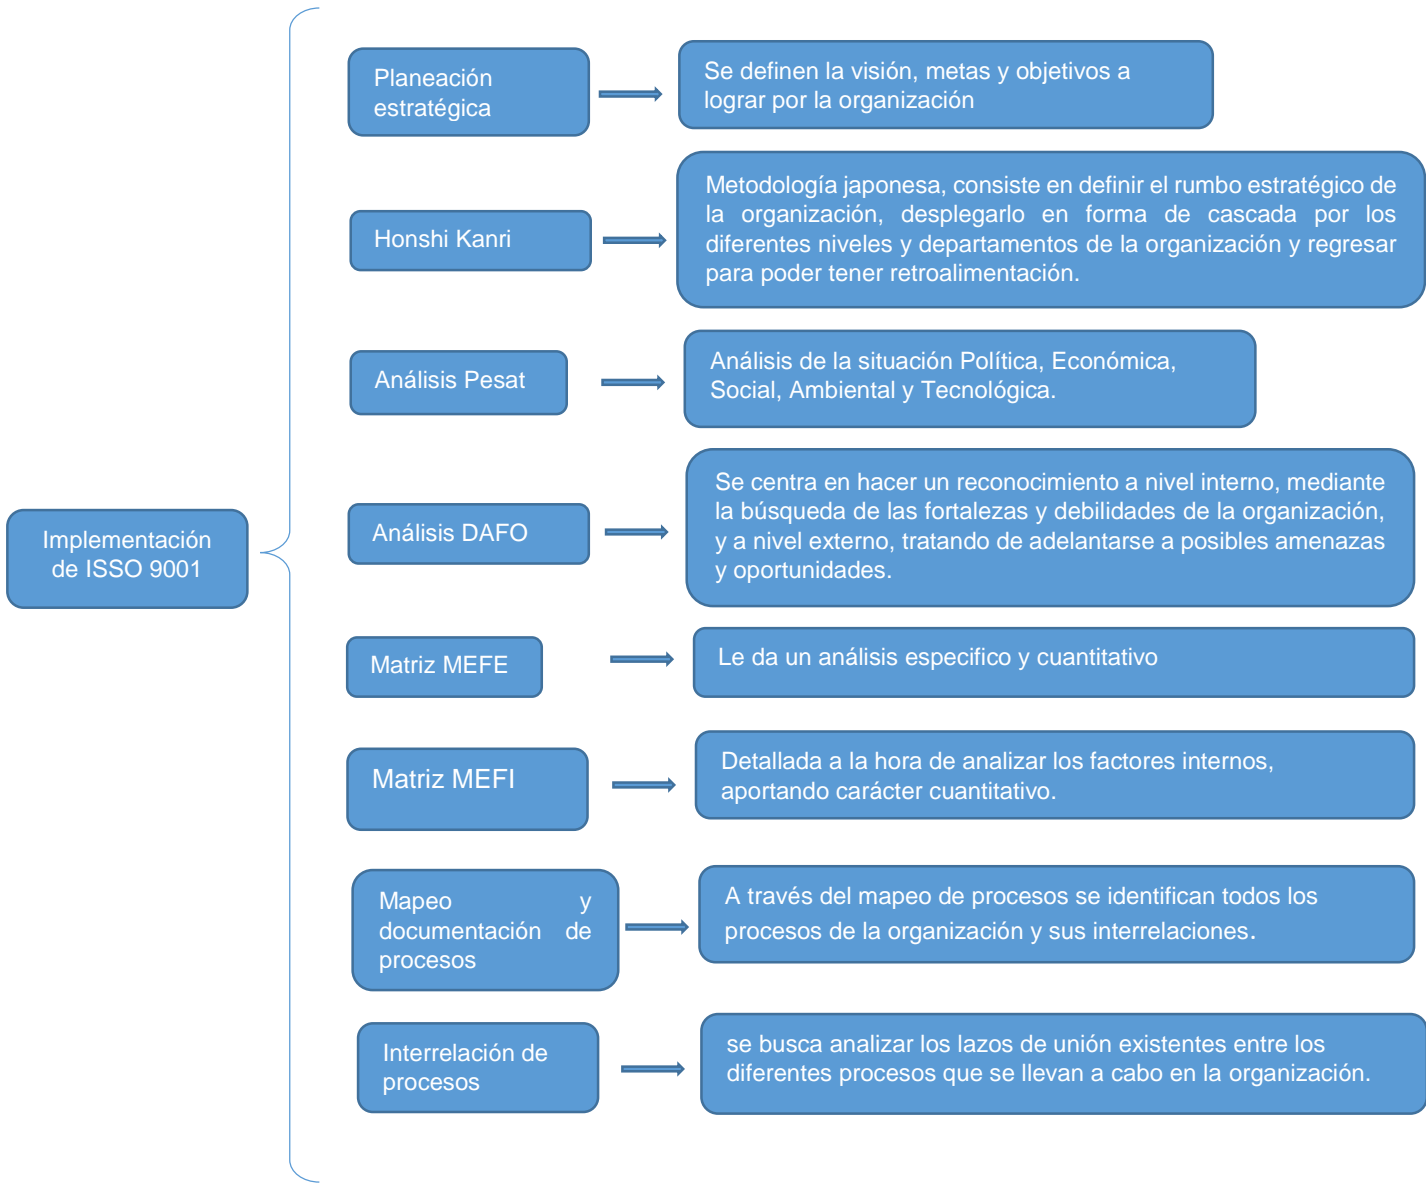 Implementación
de ISSO 9001
Planeación
estratégica
Se definen la visión, metas y objetivos a
lograr por la organización
Honshi Kanri
Metodología japonesa, consiste en definir el rumbo estratégico de
la organización, desplegarlo en forma de cascada por los
diferentes niveles y departamentos de la organización y regresar
para poder tener retroalimentación.
Análisis Pesat
Análisis de la situación Política, Económica,
Social, Ambiental y Tecnológica.
Análisis DAFO
Se centra en hacer un reconocimiento a nivel interno, mediante
la búsqueda de las fortalezas y debilidades de la organización,
y a nivel externo, tratando de adelantarse a posibles amenazas
y oportunidades.
Matriz MEFE
Le da un análisis especifico y cuantitativo
Matriz MEFI
Detallada a la hora de analizar los factores internos,
aportando carácter cuantitativo.
Mapeo y
documentación de
procesos
A través del mapeo de procesos se identifican todos los
procesos de la organización y sus interrelaciones.
Interrelación de
procesos
se busca analizar los lazos de unión existentes entre los
diferentes procesos que se llevan a cabo en la organización.